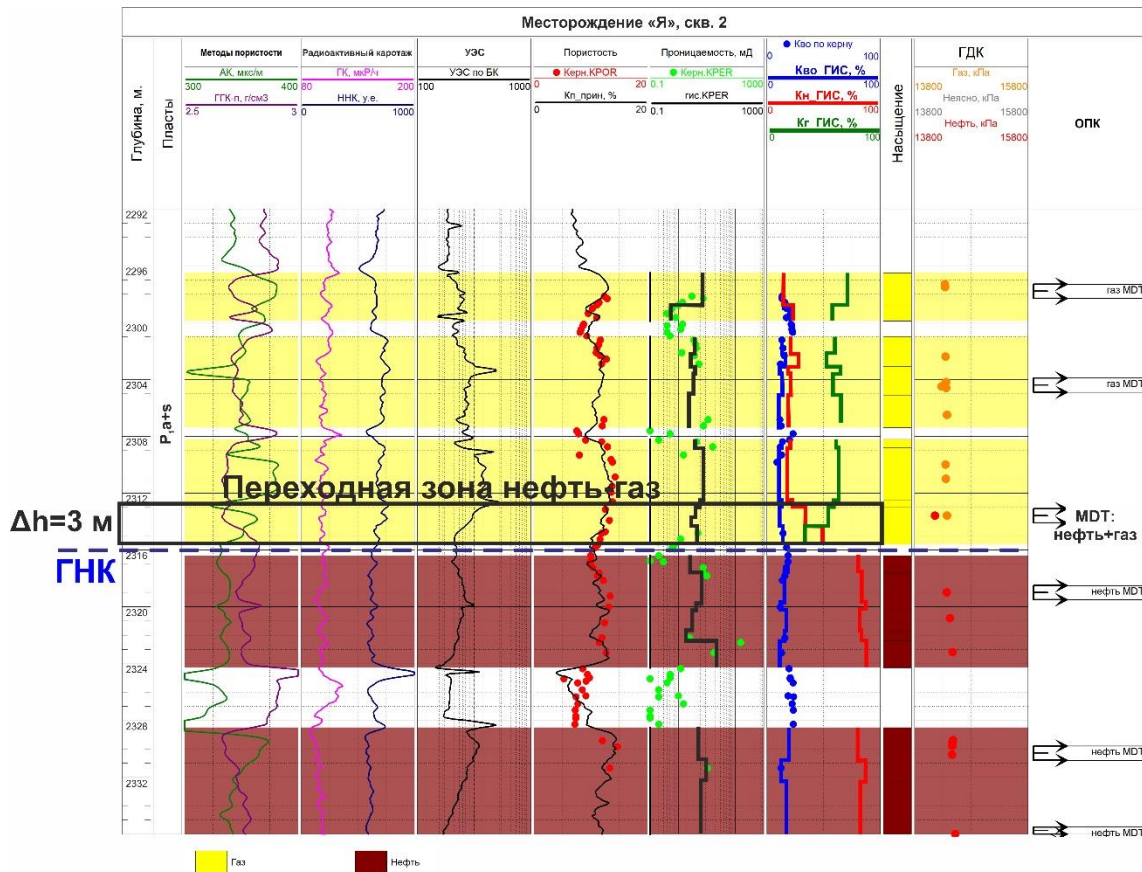 Месторождение «Я», скв. 2
Глубина, м.
Пласты
Методы пористости
АК, мкс/м
300 400
ГГК-п, г/см3
2.5 3
Радиоактивный каротаж
ГК, мкР/ч
80 200
ННК, у.е.
0 1000
УЭС
УЭС по БК
100 1000
Пористость
Керн.KPOR
0 20
Кп_прин, %
0 20
Проницаемость, мД
Керн.KPER
0.1 1000
гис.KPER
0.1 1000
Кво по керну
0 100
Кво_ГИС, %
0 100
Кн_ГИС, %
0 100
Кг_ГИС, %
0 100
Насыщение
ГДК
Газ, кПа
13800 15800
Неясно, кПа
13800 15800
Нефть, кПа
13800 15800
ОПК
2292
2296
газ MDT
2300
2304
газ MDT
P₁a+s
2308
Переходная зона нефть-газ
2312
Δh=3 м
MDT:
нефть+газ
2316
ГНК
нефть MDT
2320
2324
2328
нефть MDT
2332
нефть MDT
Газ
Нефть